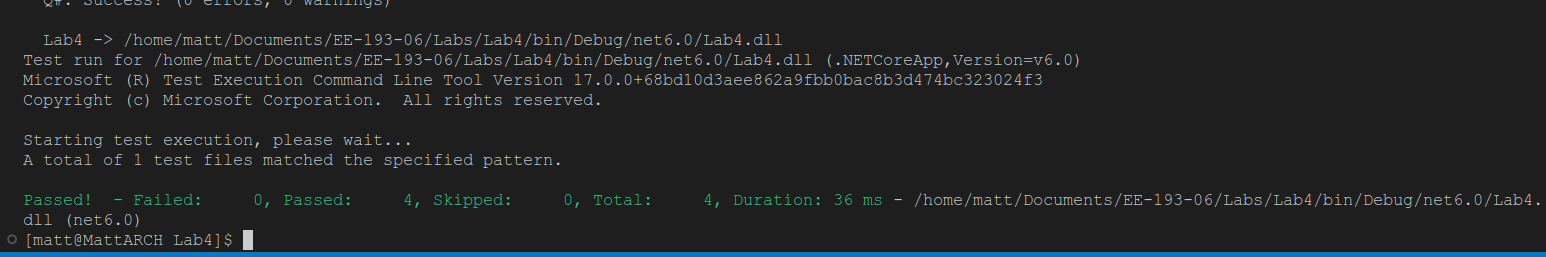 Q#: Success! (0 errors, 0 warnings)
Lab4 -> /home/matt/Documents/EE-193-06/Labs/Lab4/bin/Debug/net6.0/Lab4.dll
Test run for /home/matt/Documents/EE-193-06/Labs/Lab4/bin/Debug/net6.0/Lab4.dll (.NETCoreApp,Version=v6.0)
Microsoft (R) Test Execution Command Line Tool Version 17.0.0+68bd10d3aee862a9fbb0bac8b3d474bc323024f3
Copyright (c) Microsoft Corporation.  All rights reserved.
Starting test execution, please wait...
A total of 1 test files matched the specified pattern.
Passed!  - Failed:     0, Passed:     4, Skipped:     0, Total:     4, Duration: 36 ms - /home/matt/Documents/EE-193-06/Labs/Lab4/bin/Debug/net6.0/Lab4.
dll (net6.0)
[matt@MattARCH Lab4]$